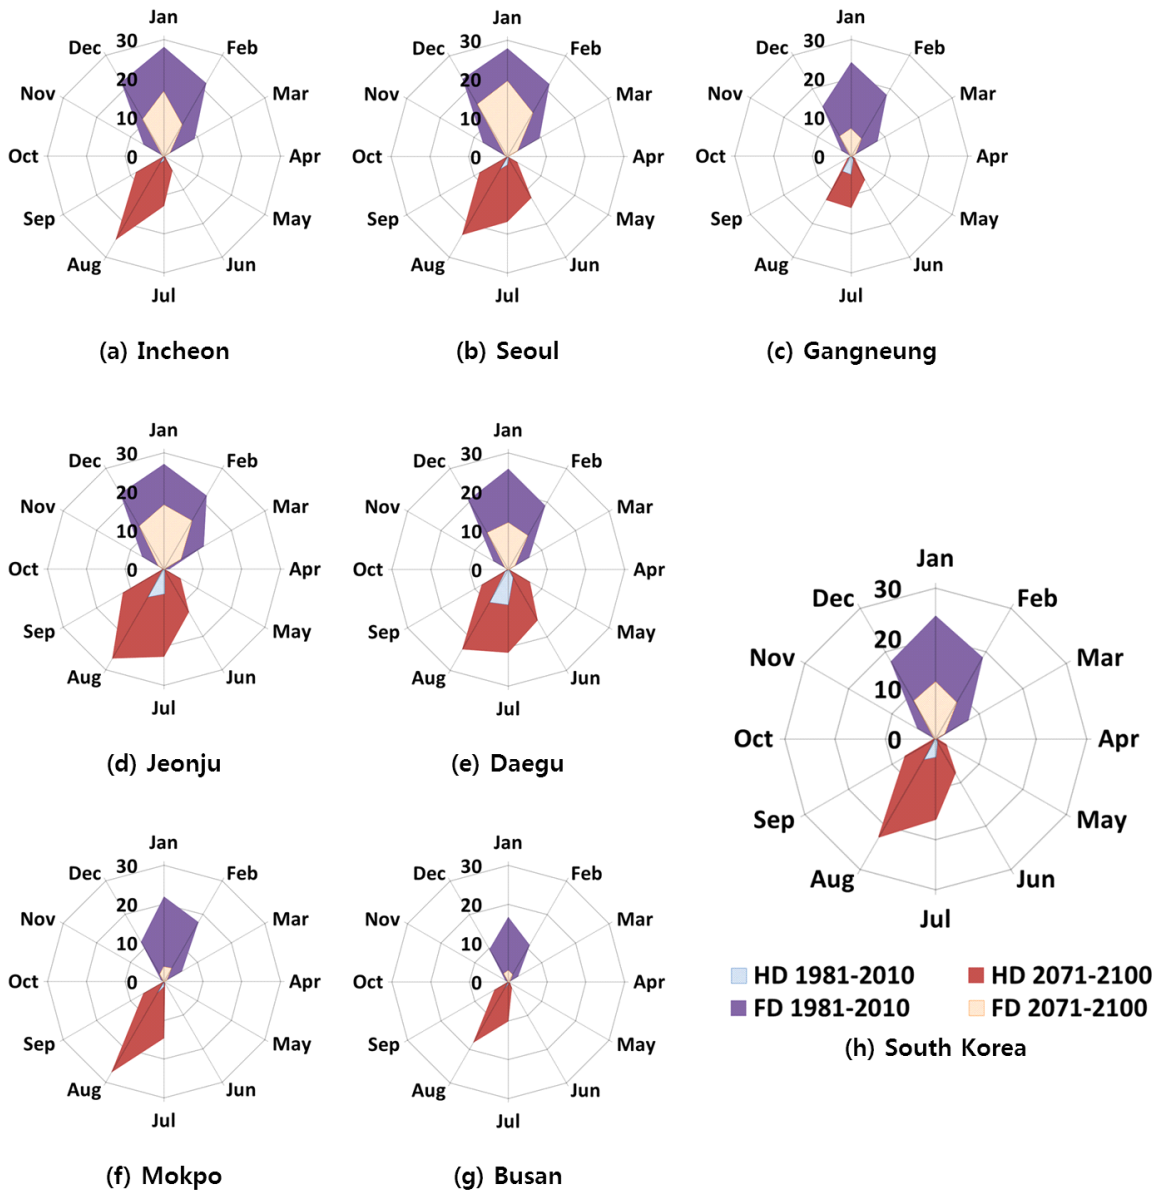 Jan
Feb
Mar
Apr
May
Jun
Jul
Aug
Sep
Oct
Nov
Dec
30
20
10
0
(a) Incheon
Jan
Feb
Mar
Apr
May
Jun
Jul
Aug
Sep
Oct
Nov
Dec
30
20
10
0
(b) Seoul
Jan
Feb
Mar
Apr
May
Jun
Jul
Aug
Sep
Oct
Nov
Dec
30
20
10
0
(c) Gangneung
Jan
Feb
Mar
Apr
May
Jun
Jul
Aug
Sep
Oct
Nov
Dec
30
20
10
0
(d) Jeonju
Jan
Feb
Mar
Apr
May
Jun
Jul
Aug
Sep
Oct
Nov
Dec
30
20
10
0
(e) Daegu
Jan
Feb
Mar
Apr
May
Jun
Jul
Aug
Sep
Oct
Nov
Dec
30
20
10
0
(f) Mokpo
Jan
Feb
Mar
Apr
May
Jun
Jul
Aug
Sep
Oct
Nov
Dec
30
20
10
0
(g) Busan
Jan
Feb
Mar
Apr
May
Jun
Jul
Aug
Sep
Oct
Nov
Dec
30
20
10
0
HD 1981-2010
HD 2071-2100
FD 1981-2010
FD 2071-2100
(h) South Korea